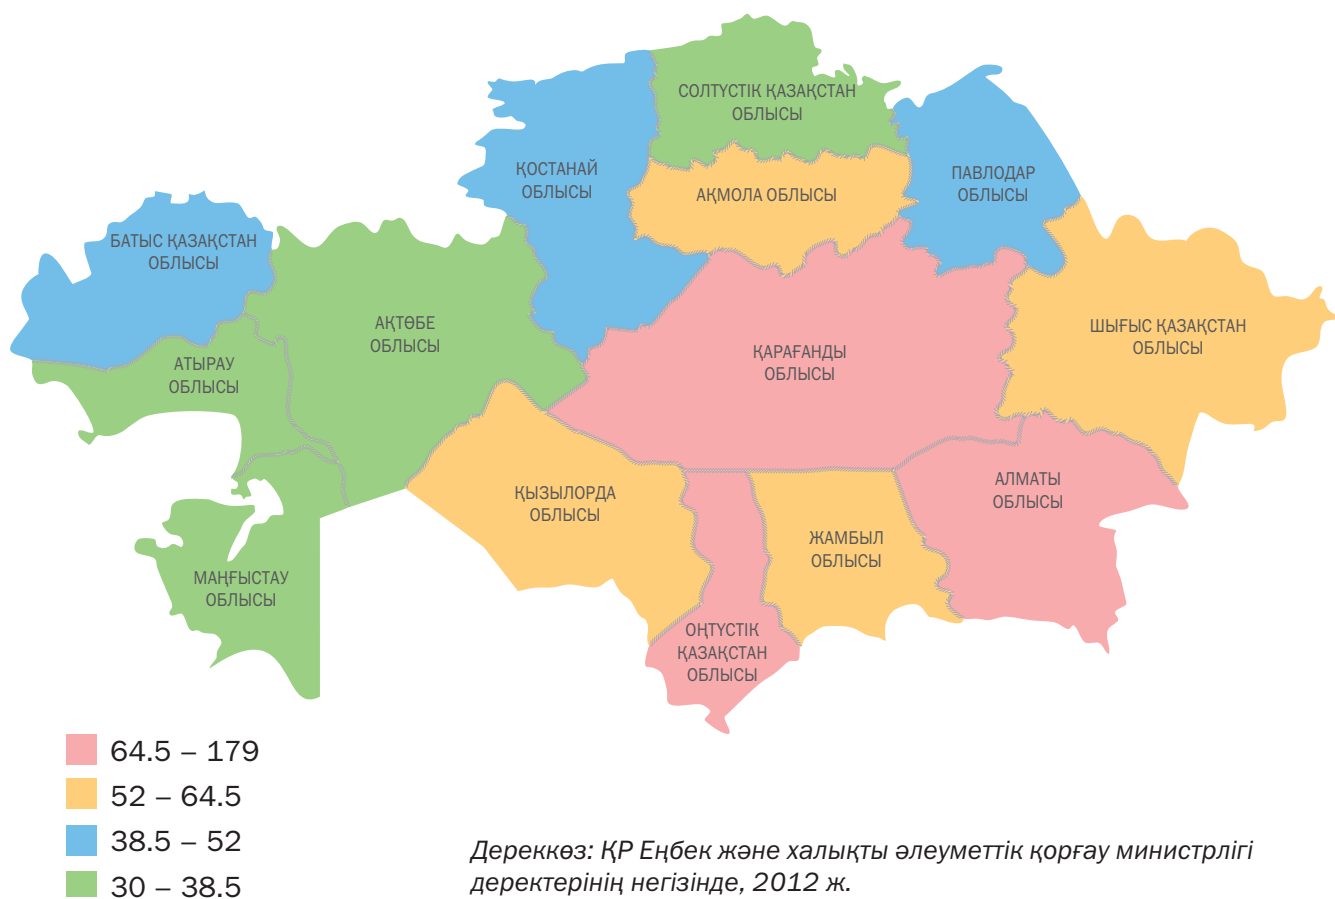 СОЛТҮСТІК ҚАЗАҚСТАН
ОБЛЫСЫ
ҚОСТАНАЙ
ОБЛЫСЫ
АҚМОЛА ОБЛЫСЫ
ПАВЛОДАР
ОБЛЫСЫ
БАТЫС ҚАЗАҚСТАН
ОБЛЫСЫ
АҚТӨБЕ
ОБЛЫСЫ
АТЫРАУ
ОБЛЫСЫ
ҚАРАҒАНДЫ
ОБЛЫСЫ
ШЫҒЫС ҚАЗАҚСТАН
ОБЛЫСЫ
ҚЫЗЫЛОРДА
ОБЛЫСЫ
АЛМАТЫ
ОБЛЫСЫ
ЖАМБЫЛ
ОБЛЫСЫ
МАҢҒЫСТАУ
ОБЛЫСЫ
ОҢТҮСТІК
ҚАЗАҚСТАН
ОБЛЫСЫ
64.5 – 179
52 – 64.5
38.5 – 52
30 – 38.5
Дереккөз: ҚР Еңбек және халықты әлеуметтік қорғау министрлігі
деректерінің негізінде, 2012 ж.